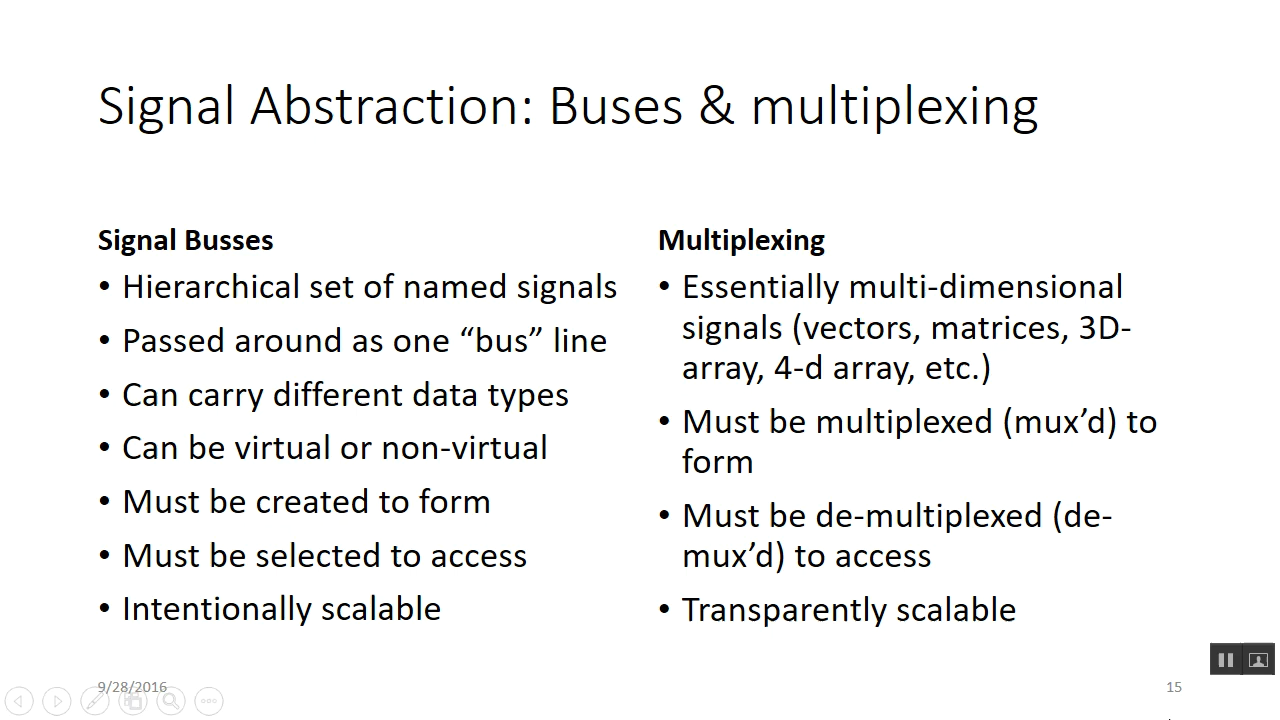 Signal Abstraction: Buses & multiplexing
Signal Busses
• Hierarchical set of named signals
• Passed around as one “bus” line
• Can carry different data types
• Can be virtual or non-virtual
• Must be created to form
• Must be selected to access
• Intentionally scalable
Multiplexing
• Essentially multi-dimensional
signals (vectors, matrices, 3D-
array, 4-d array, etc.)
• Must be multiplexed (mux’d) to
form
• Must be de-multiplexed (de-
mux’d) to access
• Transparently scalable
9/28/2016
15